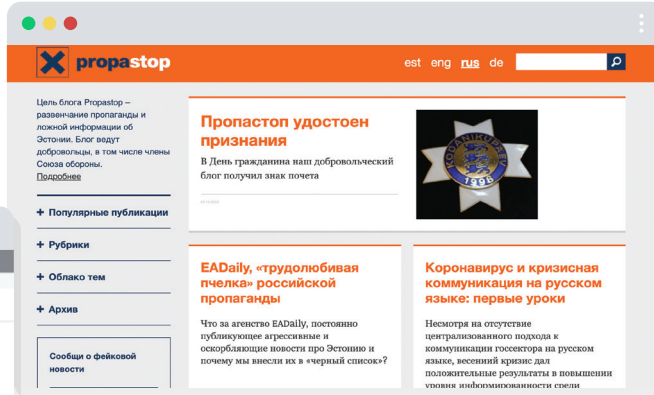 propastop
est eng rus de
Цель блога Propastop –
развенчание пропаганды и
ложной информации об
Эстонии. Блог ведут
добровольцы, в том числе члены
Союза обороны.
Подробнее
+ Популярные публикации
+ Рубрики
+ Облако тем
+ Архив
Сообщи о фейковой
новости
Пропастоп удостоен
признания
В День гражданина наш добровольческий
блог получил знак почета
KODANIKUPÄEV
1998
EADaily, «трудолюбивая
пчелка» российской
пропаганды
Что за агенство EADaily, постоянно
публикующее агрессивные и
оскорбляющие новости про Эстонию и
почему мы внесли их в «черный список»?
Коронавирус и кризисная
коммуникация на русском
языке: первые уроки
Несмотря на отсутствие
централизованного подхода к
коммуникации госсектора на русском
языке, весенний кризис дал
положительные результаты в повышении
уровня информированности среди